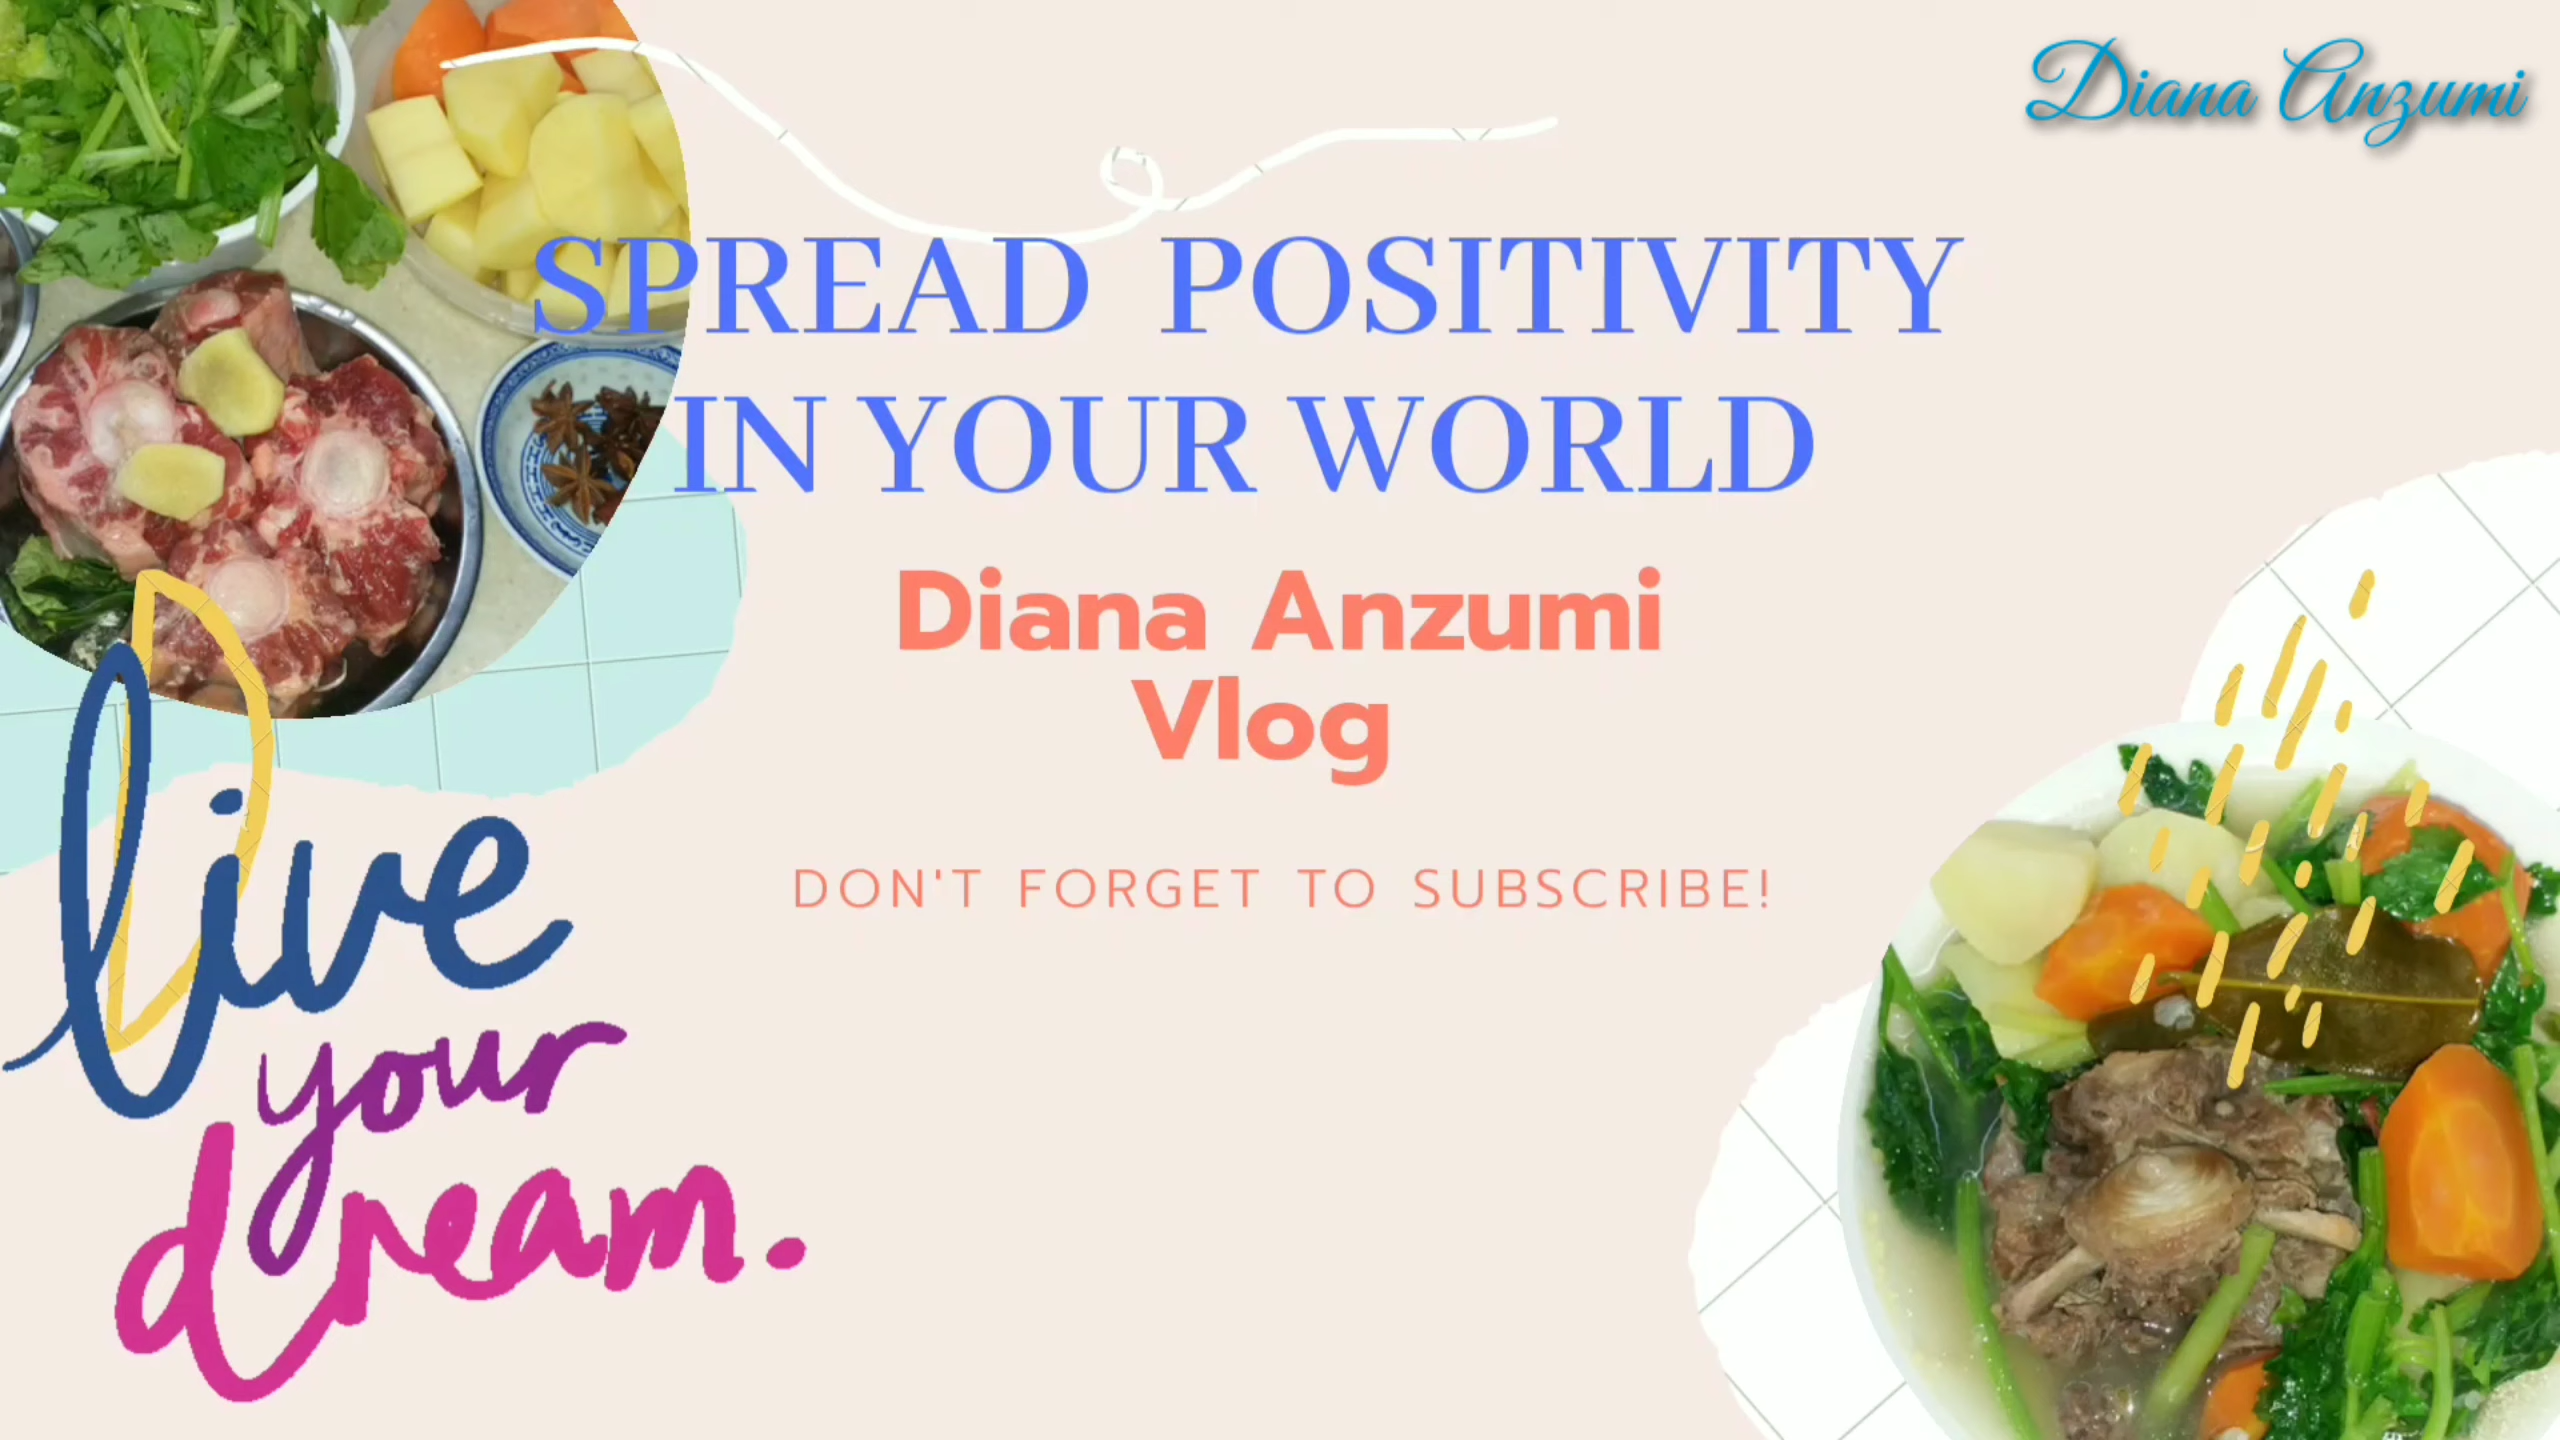 Diana Anzumi
SPREAD POSITIVITY
IN YOUR WORLD
Diana Anzumi
Vlog
DON'T FORGET TO SUBSCRIBE!
live
your
dream.